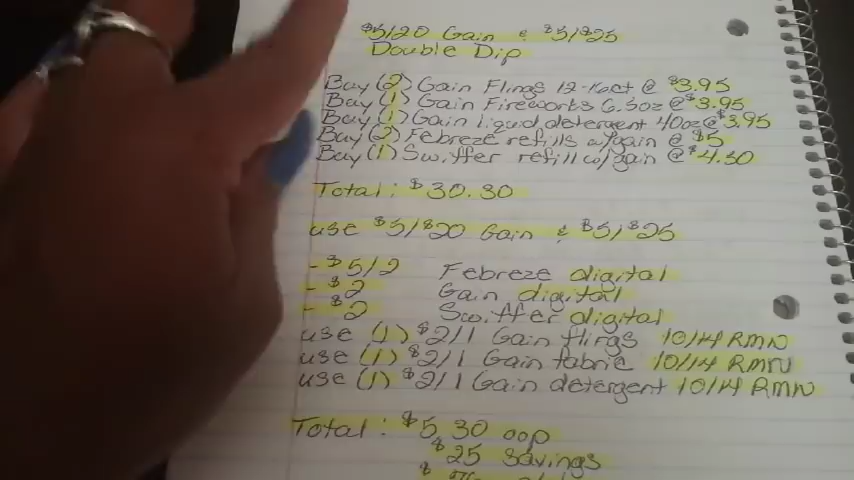 $5/20 Gain & $5/$25
Double Dip
Buy (2) Gain Flings 12-16ct @ $3.95
Buy (1) Gain Fireworks 6.5oz @ $3.95
Buy (1) Gain liquid detergent 40oz @ $3.95
Buy (2) Febreze refills w/gain @ $5
Buy (1) Swiffer refill w/gain @ $4.50
Total: $30.30
use $5/$20 Gain & $5/$25
- $5/2 Febreze digital
- $2 Gain digital
- $2 Swiffer digital
use (1) $2/1 Gain flings 10/14 RMN
use (1) $2/1 Gain fabric 10/14 RMN
use (1) $2/1 Gain detergent 10/14 RMN
Total: $5.30 oop
$25 savings
$